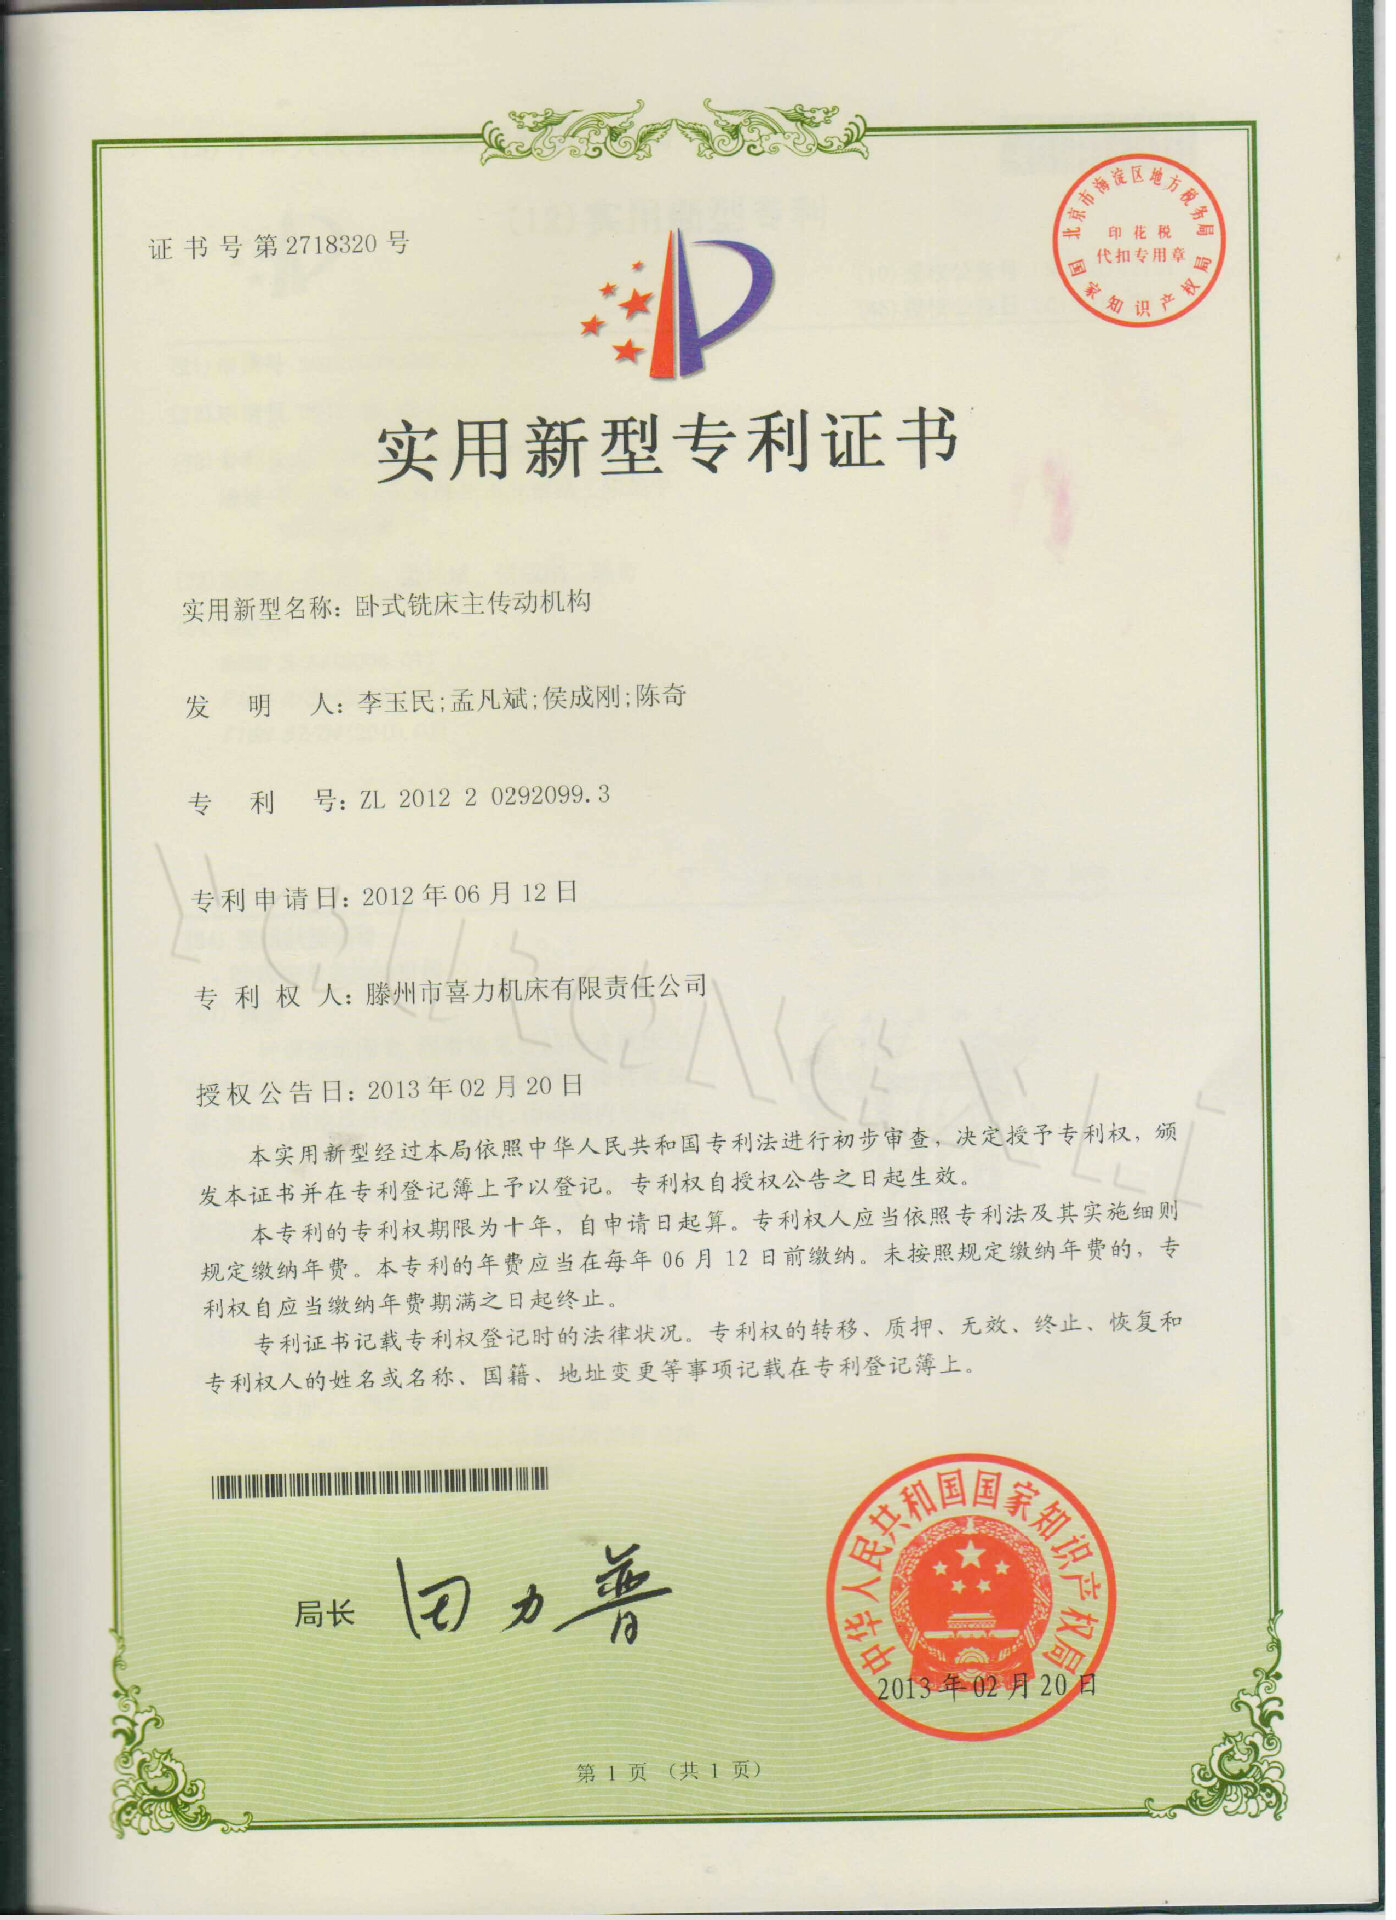 证书号第2718320号
北京市海淀区地方税务局
印花税
代扣专用章
国家知识产权局
实用新型专利证书
实用新型名称：卧式铣床主传动机构
发明人：李玉民;孟凡斌;侯成刚;陈奇
专利号：ZL 2012 2 0292099.3
专利申请日：2012年06月12日
专利权人：滕州市喜力机床有限责任公司
授权公告日：2013年02月20日
本实用新型经过本局依照中华人民共和国专利法进行初步审查，决定授予专利权，颁
发本证书并在专利登记簿上予以登记。专利权自授权公告之日起生效。
本专利的专利权期限为十年，自申请日起算。专利权人应当依照专利法及其实施细则
规定缴纳年费。本专利的年费应当在每年06月12日前缴纳。未按照规定缴纳年费的，专
利权自应当缴纳年费期满之日起终止。
专利证书记载专利权登记时的法律状况。专利权的转移、质押、无效、终止、恢复和
专利权人的姓名或名称、国籍、地址变更等事项记载在专利登记簿上。
局长 田力普
中华人民共和国国家知识产权局
2013年02月20日
第1页（共1页）